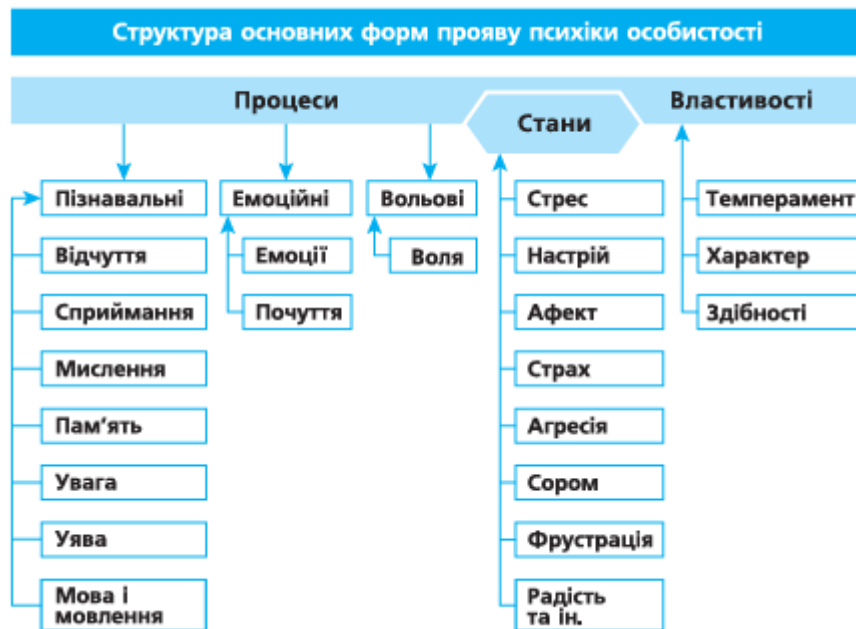 Структура основних форм прояву психіки особистості
Процеси
Стани
Властивості
Пізнавальні
Відчуття
Сприймання
Мислення
Пам’ять
Увага
Уява
Мова і
мовлення
Емоційні
Емоції
Почуття
Вольові
Воля
Стрес
Настрій
Афект
Страх
Агресія
Сором
Фрустрація
Радість
та ін.
Темперамент
Характер
Здібності